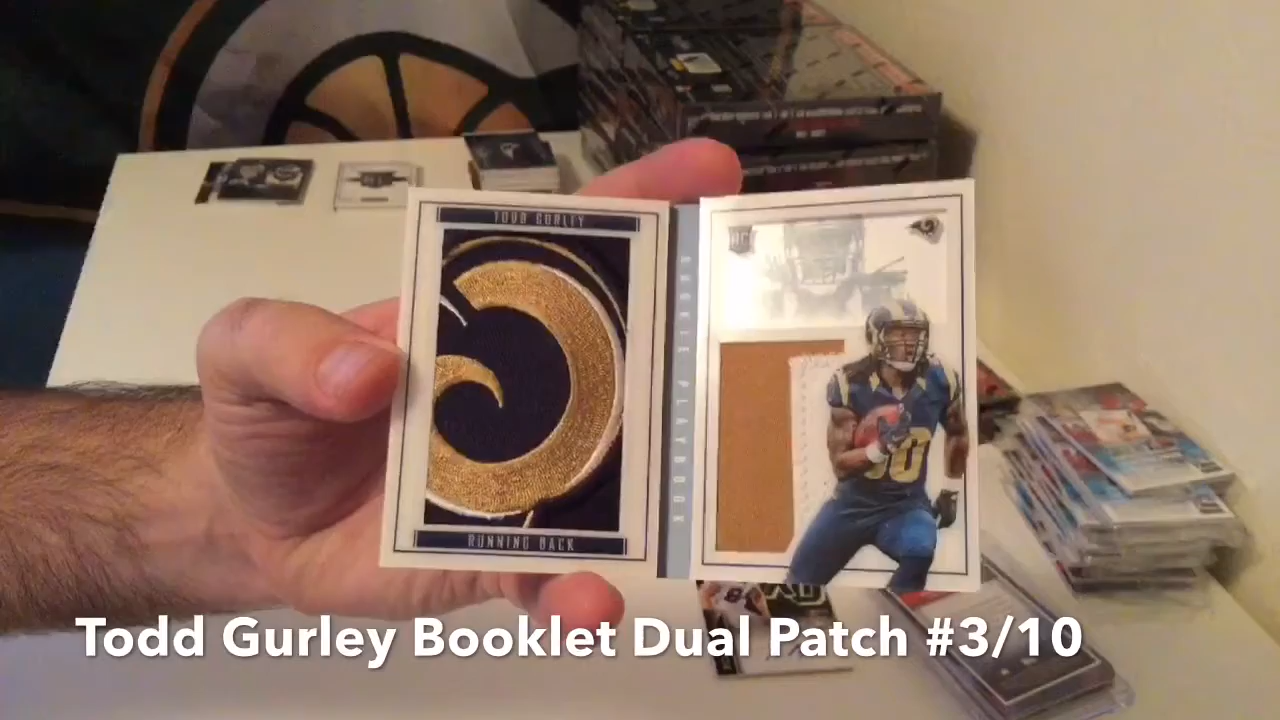 TODD GURLEY
RUNNING BACK
ROOKIE PLAYBOOK
RC
30
Todd Gurley Booklet Dual Patch #3/10